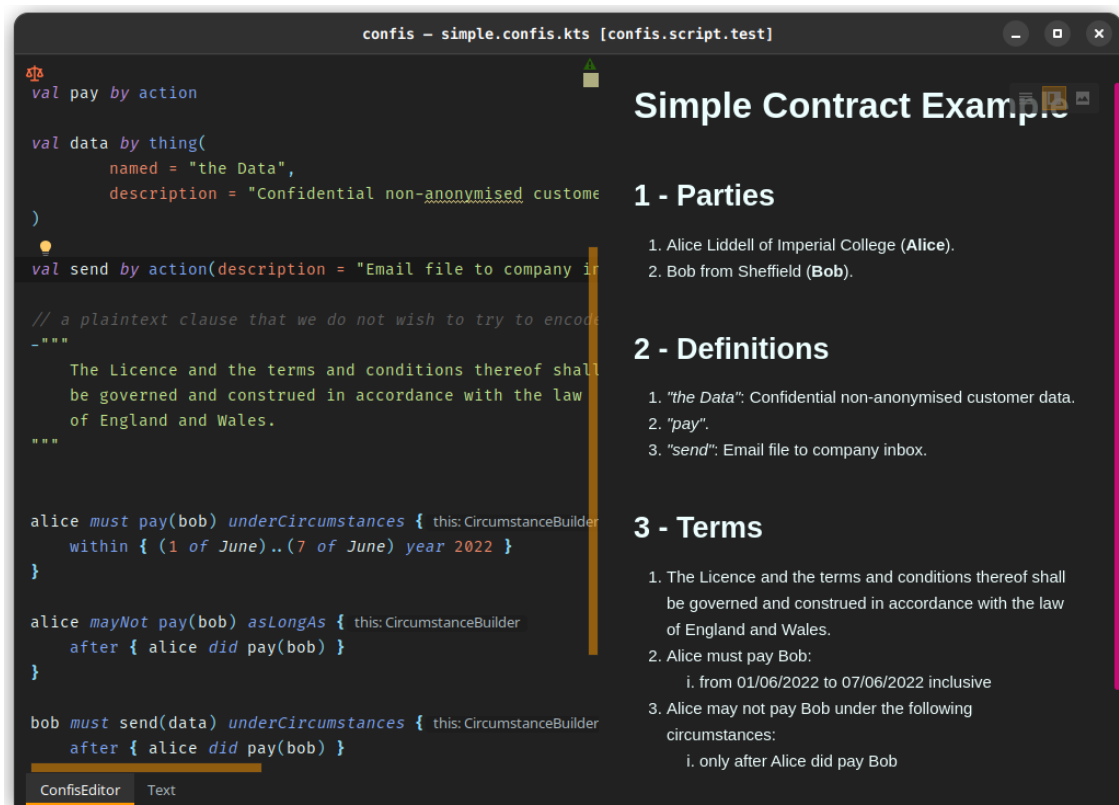 confis – simple.confis.kts [confis.script.test]
val pay by action
val data by thing(
named = "the Data",
description = "Confidential non-anonymised custome
)
val send by action(description = "Email file to company in
// a plaintext clause that we do not wish to try to encode
-"""
The Licence and the terms and conditions thereof shall
be governed and construed in accordance with the law
of England and Wales.
"""
alice must pay(bob) underCircumstances { this: CircumstanceBuilder
within { (1 of June)..(7 of June) year 2022 }
}
alice mayNot pay(bob) asLongAs { this: CircumstanceBuilder
after { alice did pay(bob) }
}
bob must send(data) underCircumstances { this: CircumstanceBuilder
after { alice did pay(bob) }
ConfisEditor
Text
Simple Contract Example
1 - Parties
1. Alice Liddell of Imperial College (Alice).
2. Bob from Sheffield (Bob).
2 - Definitions
1. "the Data": Confidential non-anonymised customer data.
2. "pay".
3. "send": Email file to company inbox.
3 - Terms
1. The Licence and the terms and conditions thereof shall
be governed and construed in accordance with the law
of England and Wales.
2. Alice must pay Bob:
i. from 01/06/2022 to 07/06/2022 inclusive
3. Alice may not pay Bob under the following
circumstances:
i. only after Alice did pay Bob